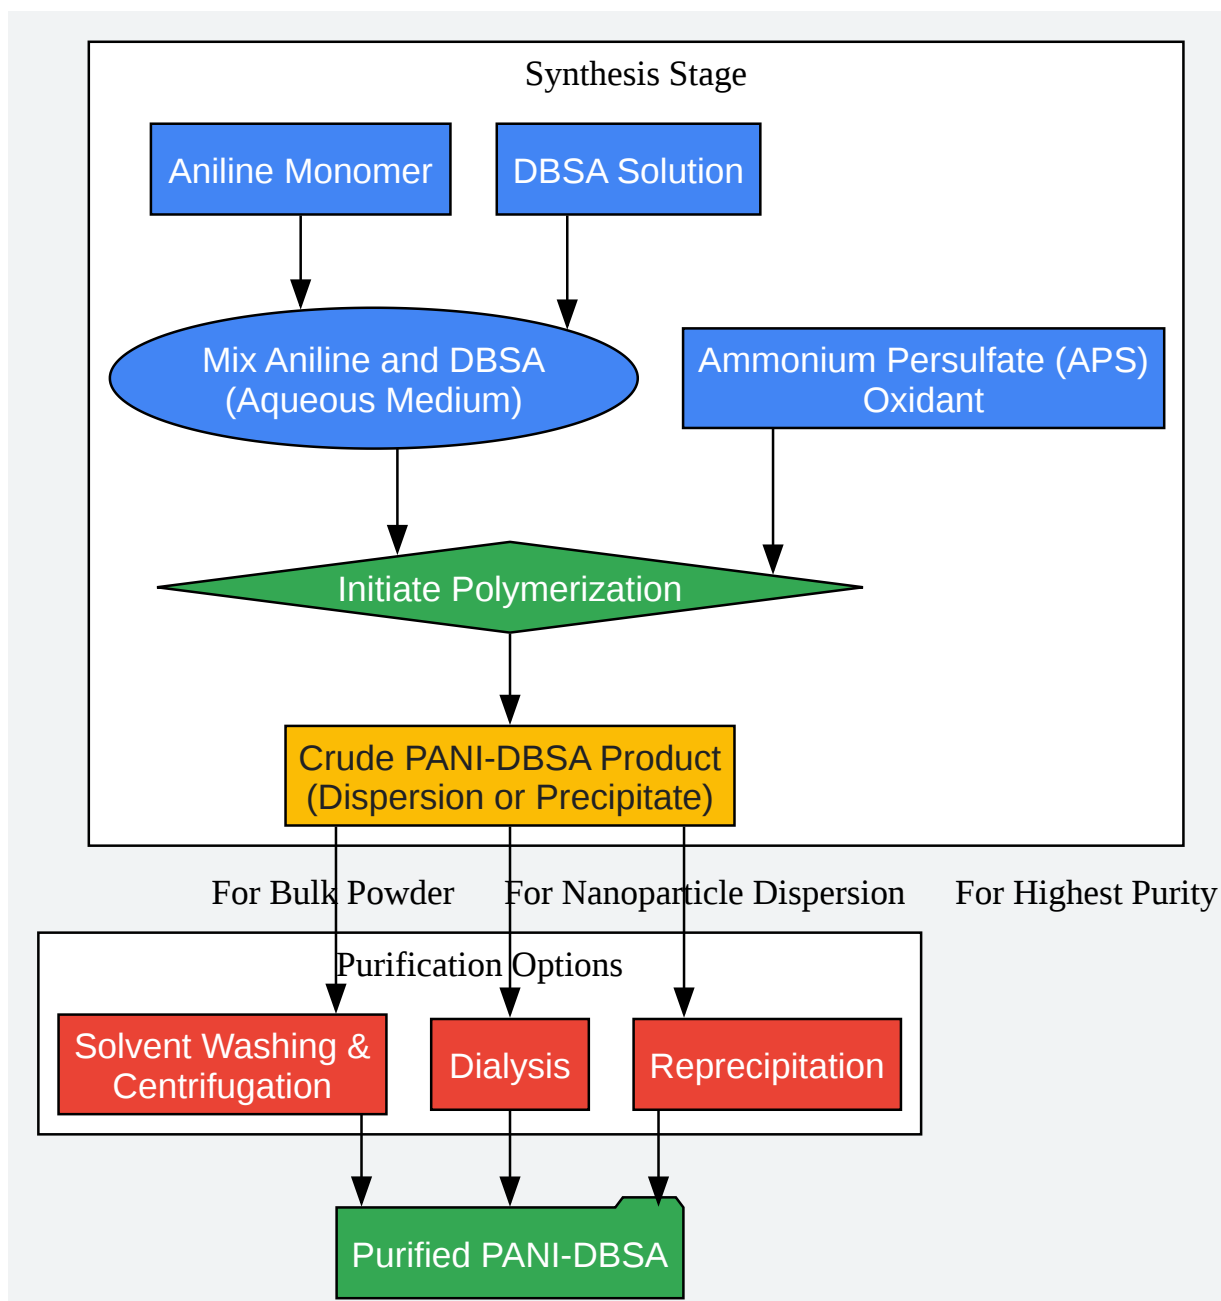 Synthesis Stage
Aniline Monomer
DBSA Solution
Mix Aniline and DBSA
(Aqueous Medium)
Ammonium Persulfate (APS)
Oxidant
Initiate Polymerization
Crude PANI-DBSA Product
(Dispersion or Precipitate)
For Bulk Powder
For Nanoparticle Dispersion
For Highest Purity
Purification Options
Solvent Washing &
Centrifugation
Dialysis
Reprecipitation
Purified PANI-DBSA